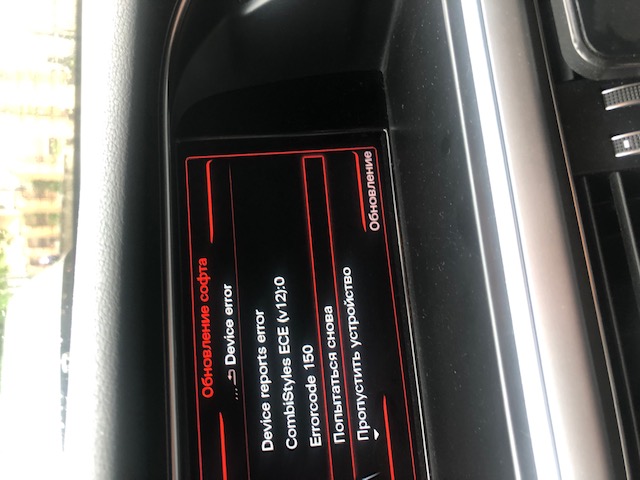 Обновление софта
... Device error
Device reports error
CombiStyles ECE (v12):0
Errorcode 150
Попытаться снова
Пропустить устройство
Обновление